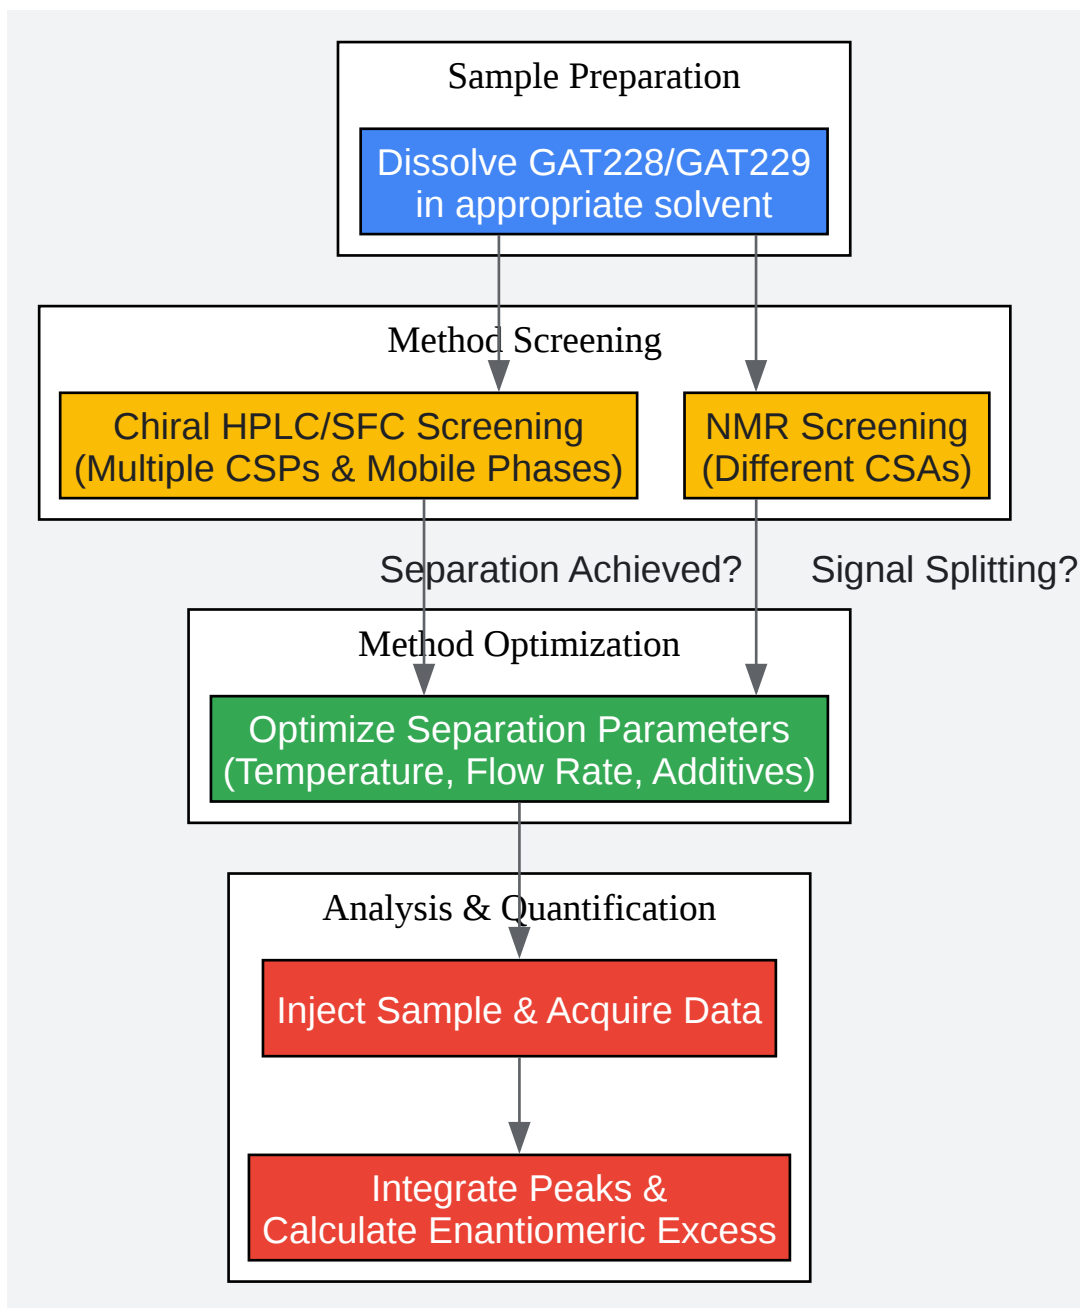 Sample Preparation
Dissolve GAT228/GAT229
in appropriate solvent
Method Screening
Chiral HPLC/SFC Screening
(Multiple CSPs & Mobile Phases)
NMR Screening
(Different CSAs)
Separation Achieved?
Signal Splitting?
Method Optimization
Optimize Separation Parameters
(Temperature, Flow Rate, Additives)
Analysis & Quantification
Inject Sample & Acquire Data
Integrate Peaks &
Calculate Enantiomeric Excess